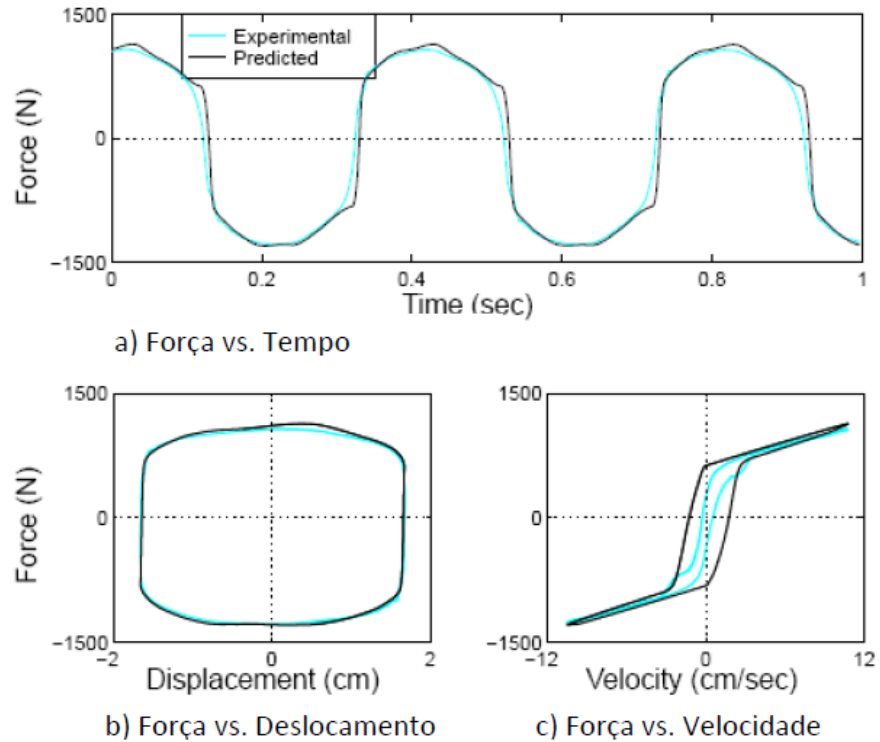 1500
Experimental
Predicted
Force (N)
0
−1500
0 0.2 0.4 0.6 0.8 1
Time (sec)
a) Força vs. Tempo
1500
Force (N)
0
−1500
−2 0 2
Displacement (cm)
b) Força vs. Deslocamento
1500
0
−1500
−12 0 12
Velocity (cm/sec)
c) Força vs. Velocidade